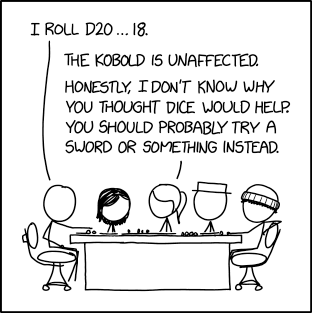 I ROLL D20 ...18.
THE KOBOLD IS UNAFFECTED.
HONESTLY, I DON'T KNOW WHY
YOU THOUGHT DICE WOULD HELP.
YOU SHOULD PROBABLY TRY A
SWORD OR SOMETHING INSTEAD.